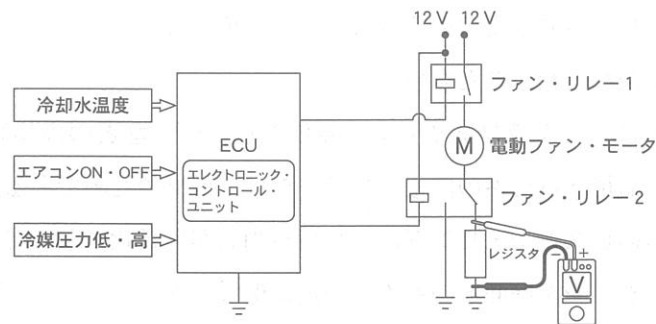 12V 12V
ファン・リレー1
冷却水温度
ECU
M
電動ファン・モータ
エアコンON・OFF
エレクトロニック・
コントロール・
ユニット
ファン・リレー2
冷媒圧力低・高
レジスタ
− +
V